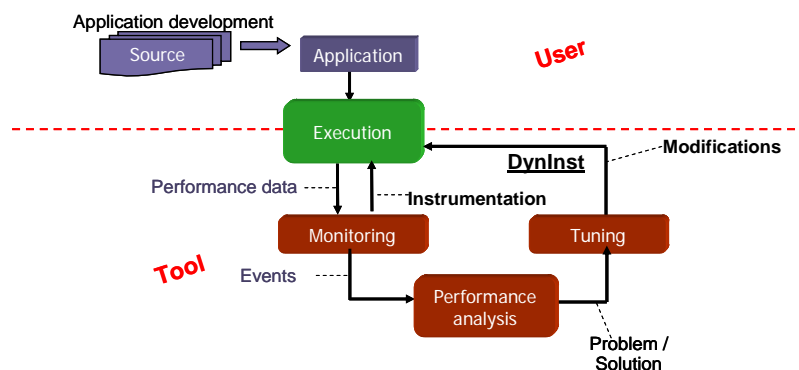 Application development
Source
Application
User
Execution
DynInst
Modifications
Performance data
Instrumentation
Monitoring
Tuning
Tool
Events
Performance
analysis
Problem /
Solution